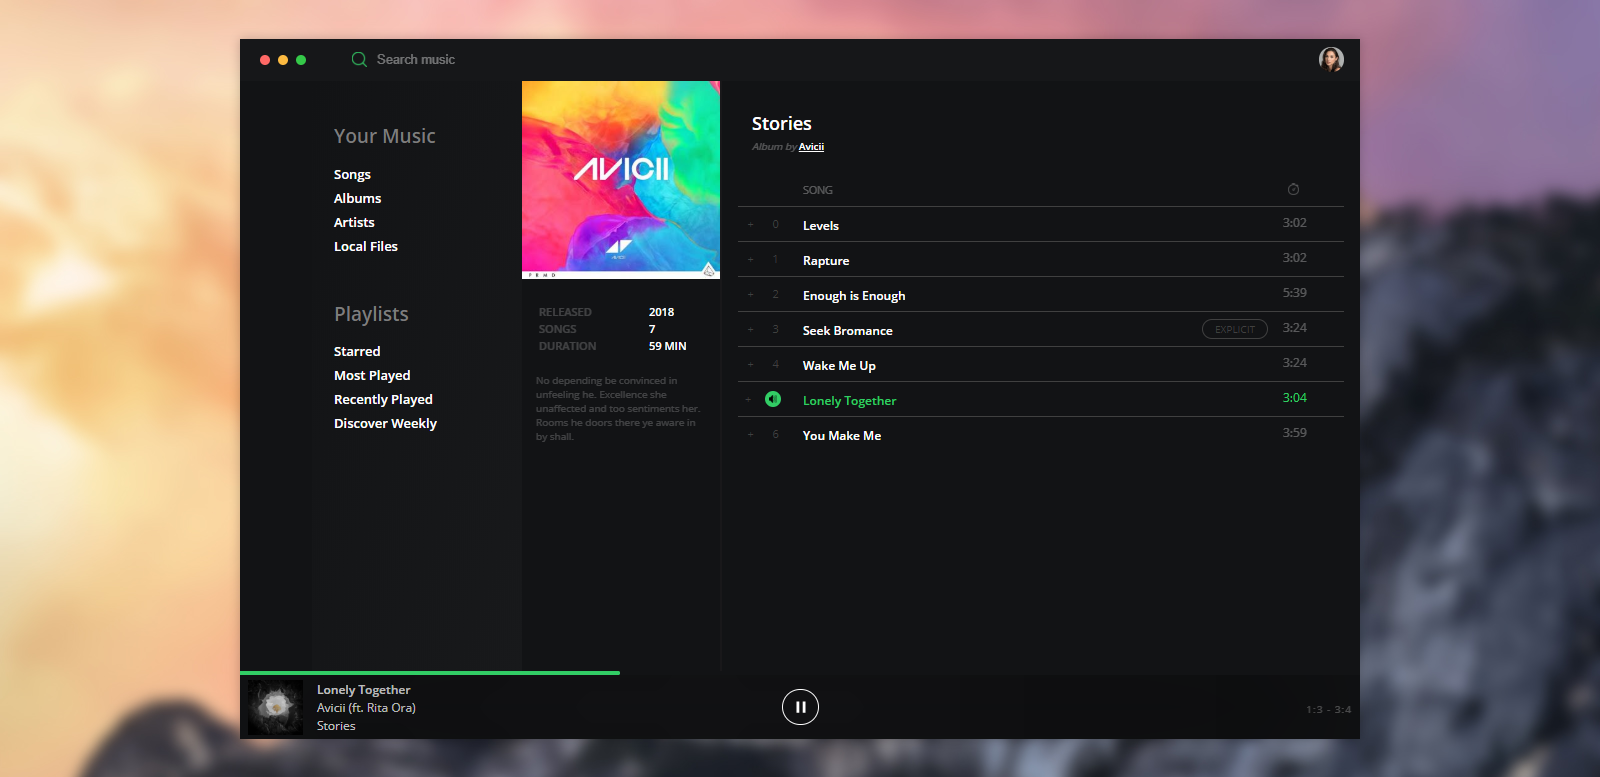 Search music
Your Music
Songs
Albums
Artists
Local Files
Playlists
Starred
Most Played
Recently Played
Discover Weekly
AVICII
AVICII
FRMD
RELEASED 2018
SONGS 7
DURATION 59 MIN
No depending be convinced in
unfeeling he. Excellence she
unaffected and too sentiments her.
Rooms he doors there ye aware in
by shall.
Stories
Album by Avicii
SONG
+ 0 Levels 3:02
+ 1 Rapture 3:02
+ 2 Enough is Enough 5:39
+ 3 Seek Bromance EXPLICIT 3:24
+ 4 Wake Me Up 3:24
+ Lonely Together 3:04
+ 6 You Make Me 3:59
Lonely Together
Avicii (ft. Rita Ora)
Stories
1:3 - 3:4